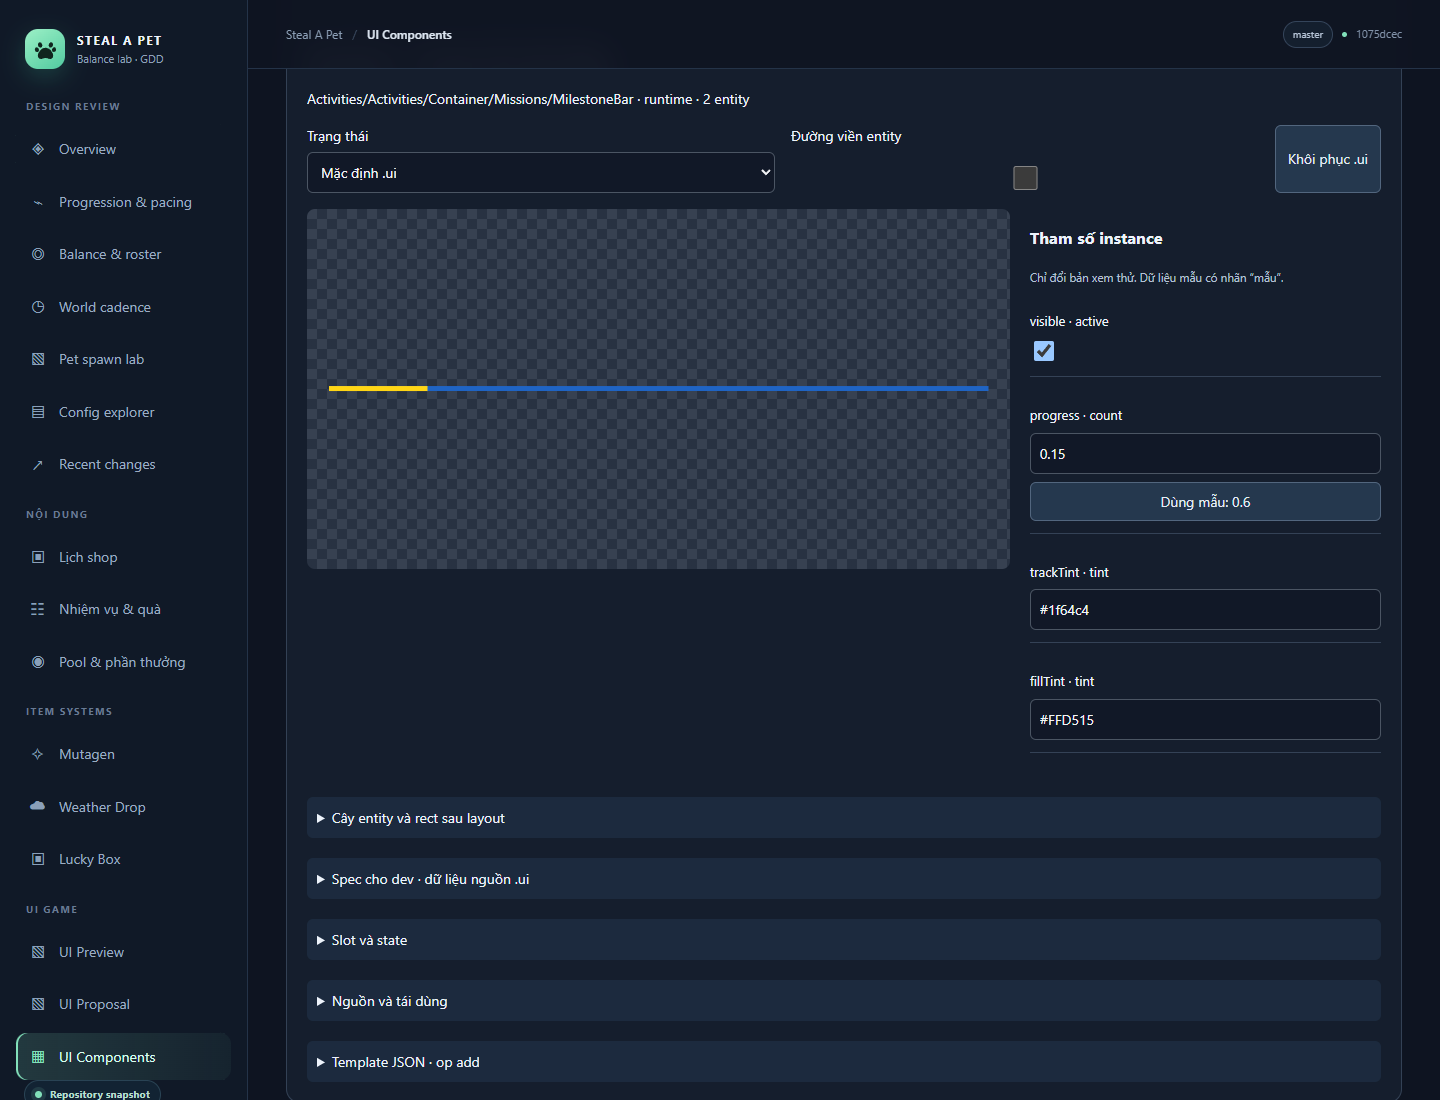 STEAL A PET
Balance lab · GDD
DESIGN REVIEW
Overview
Progression & pacing
Balance & roster
World cadence
Pet spawn lab
Config explorer
Recent changes
NỘI DUNG
Lịch shop
Nhiệm vụ & quà
Pool & phần thưởng
ITEM SYSTEMS
Mutagen
Weather Drop
Lucky Box
UI GAME
UI Preview
UI Proposal
UI Components
Repository snapshot
Steal A Pet / UI Components
master
1075dcec
Activities/Activities/Container/Missions/MilestoneBar · runtime · 2 entity
Trạng thái
Mặc định .ui
Đường viền entity
Khôi phục .ui
Tham số instance
Chỉ đổi bản xem thử. Dữ liệu mẫu có nhãn “mẫu”.
visible · active
progress · count
0.15
Dùng mẫu: 0.6
trackTint · tint
#1f64c4
fillTint · tint
#FFD515
Cây entity và rect sau layout
Spec cho dev · dữ liệu nguồn .ui
Slot và state
Nguồn và tái dùng
Template JSON · op add